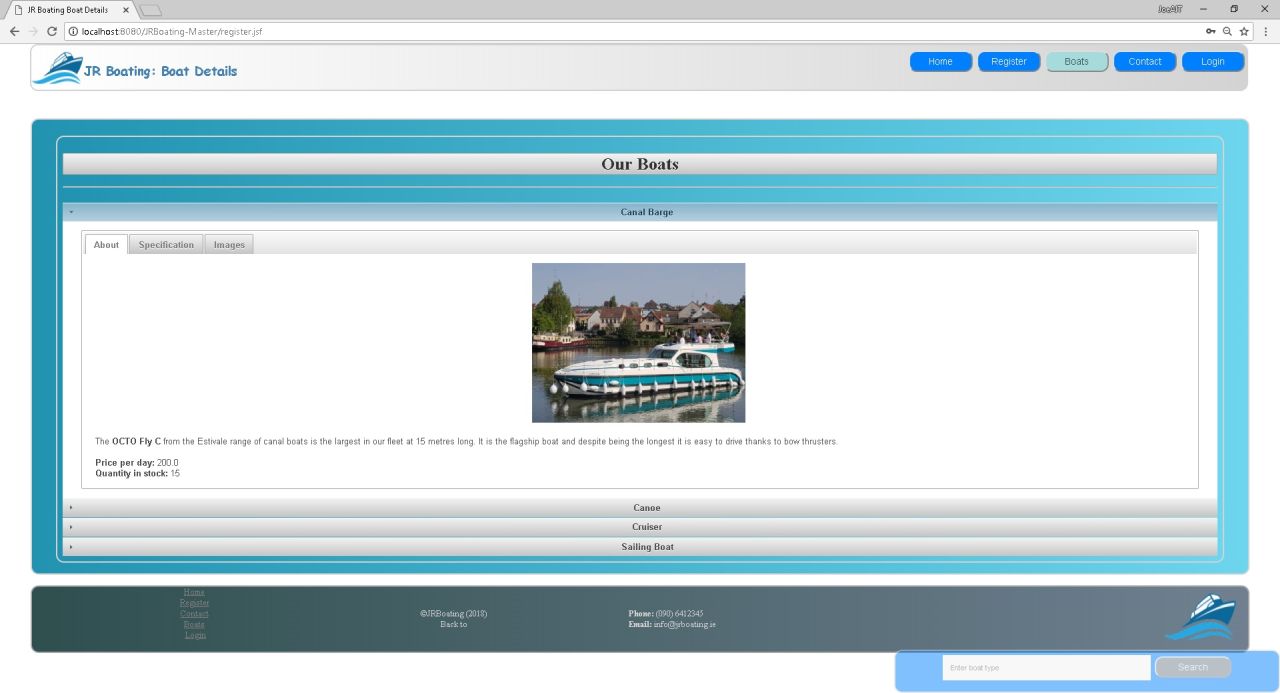 JR Boating Boat Details
JoeAIT
localhost:8080/JRBoating-Master/register.jsf
JR Boating: Boat Details
Home
Register
Boats
Contact
Login
Our Boats
Canal Barge
About
Specification
Images
The OCTO Fly C from the Estivale range of canal boats is the largest in our fleet at 15 metres long. It is the flagship boat and despite being the longest it is easy to drive thanks to bow thrusters.
Price per day: 200.0
Quantity in stock: 15
Canoe
Cruiser
Sailing Boat
Home
Register
Contact
Boats
Login
©JRBoating (2018)
Back to
Phone: (090) 6412345
Email: info@jrboating.ie
Enter boat type
Search